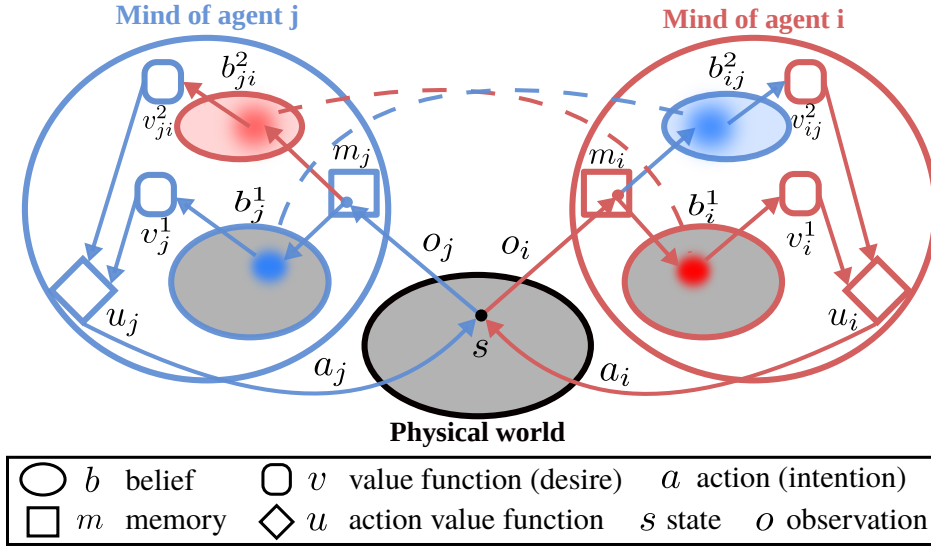 Mind of agent j
Mind of agent i
b²ⱼᵢ
b²ᵢⱼ
v²ⱼᵢ
v²ᵢⱼ
mⱼ
mᵢ
b¹ⱼ
b¹ᵢ
v¹ⱼ
v¹ᵢ
oⱼ
oᵢ
uⱼ
uᵢ
s
aⱼ
aᵢ
Physical world
b belief v value function (desire) a action (intention)
m memory u action value function s state o observation